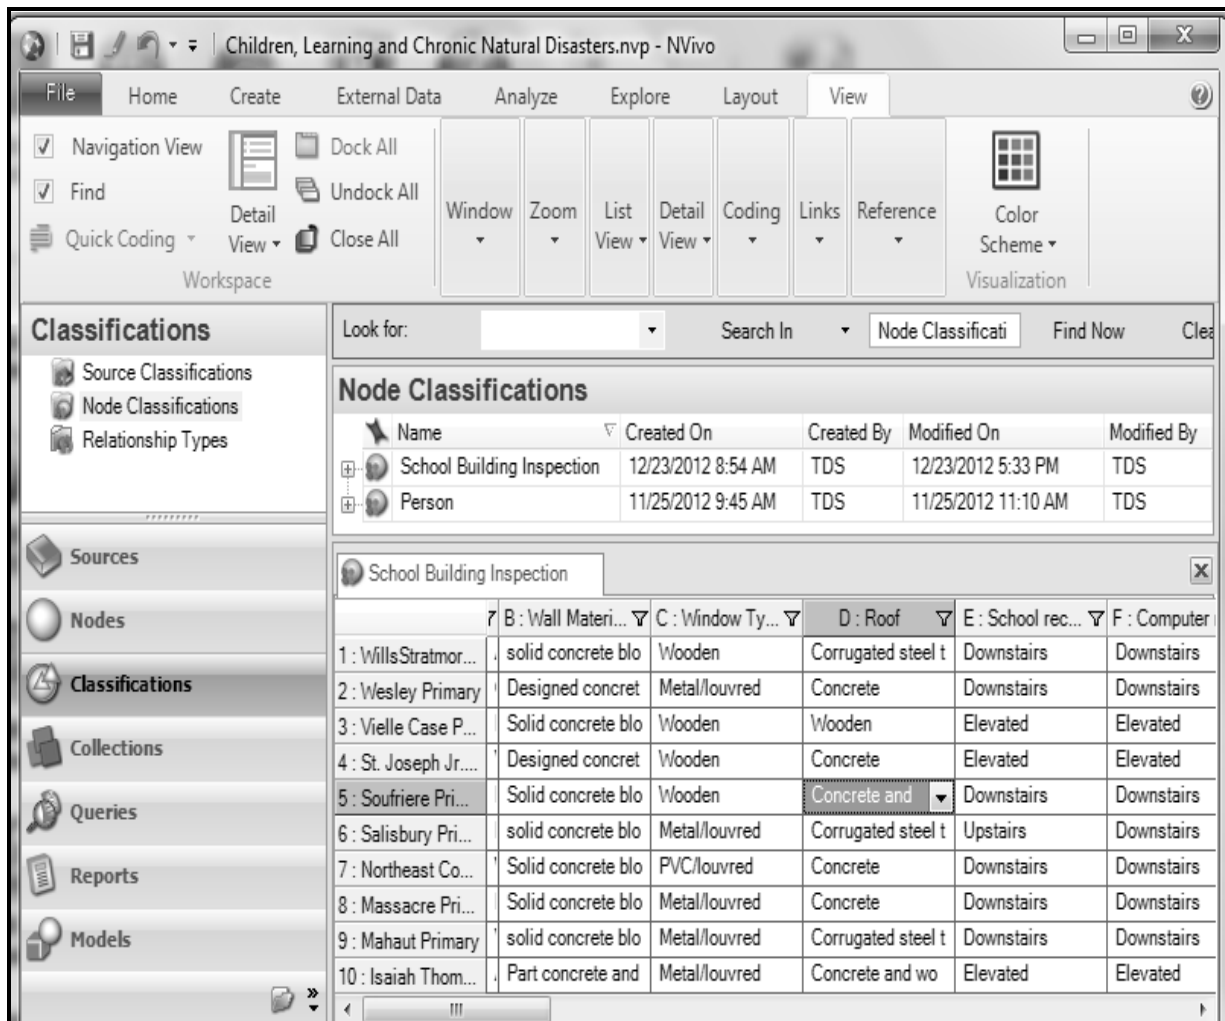 Children, Learning and Chronic Natural Disasters.nvp - NVivo
File Home Create External Data Analyze Explore Layout View
Navigation View
Find
Quick Coding
Detail View
Dock All
Undock All
Close All
Workspace
Window Zoom List View Detail View Coding Links Reference
Color Scheme
Visualization
Classifications
Source Classifications
Node Classifications
Relationship Types
Sources
Nodes
Classifications
Collections
Queries
Reports
Models
Look for: Search In Node Classificati Find Now Clea
Node Classifications
Name Created On Created By Modified On Modified By
School Building Inspection 12/23/2012 8:54 AM TDS 12/23/2012 5:33 PM TDS
Person 11/25/2012 9:45 AM TDS 11/25/2012 11:10 AM TDS
School Building Inspection
B : Wall Materi... C : Window Ty... D : Roof E : School rec... F : Computer
1 : WillsStratmor... solid concrete blo Wooden Corrugated steel t Downstairs Downstairs
2 : Wesley Primary Designed concret Metal/louvred Concrete Downstairs Downstairs
3 : Vielle Case P... Solid concrete blo Wooden Wooden Elevated Elevated
4 : St. Joseph Jr.... Designed concret Wooden Concrete Elevated Elevated
5 : Soufriere Pri... Solid concrete blo Wooden Concrete and Downstairs Downstairs
6 : Salisbury Pri... solid concrete blo Metal/louvred Corrugated steel t Upstairs Downstairs
7 : Northeast Co... Solid concrete blo PVC/louvred Concrete Downstairs Downstairs
8 : Massacre Pri... Solid concrete blo Metal/louvred Concrete Downstairs Downstairs
9 : Mahaut Primary solid concrete blo Metal/louvred Corrugated steel t Downstairs Downstairs
10 : Isaiah Thom... Part concrete and Metal/louvred Concrete and wo Elevated Elevated